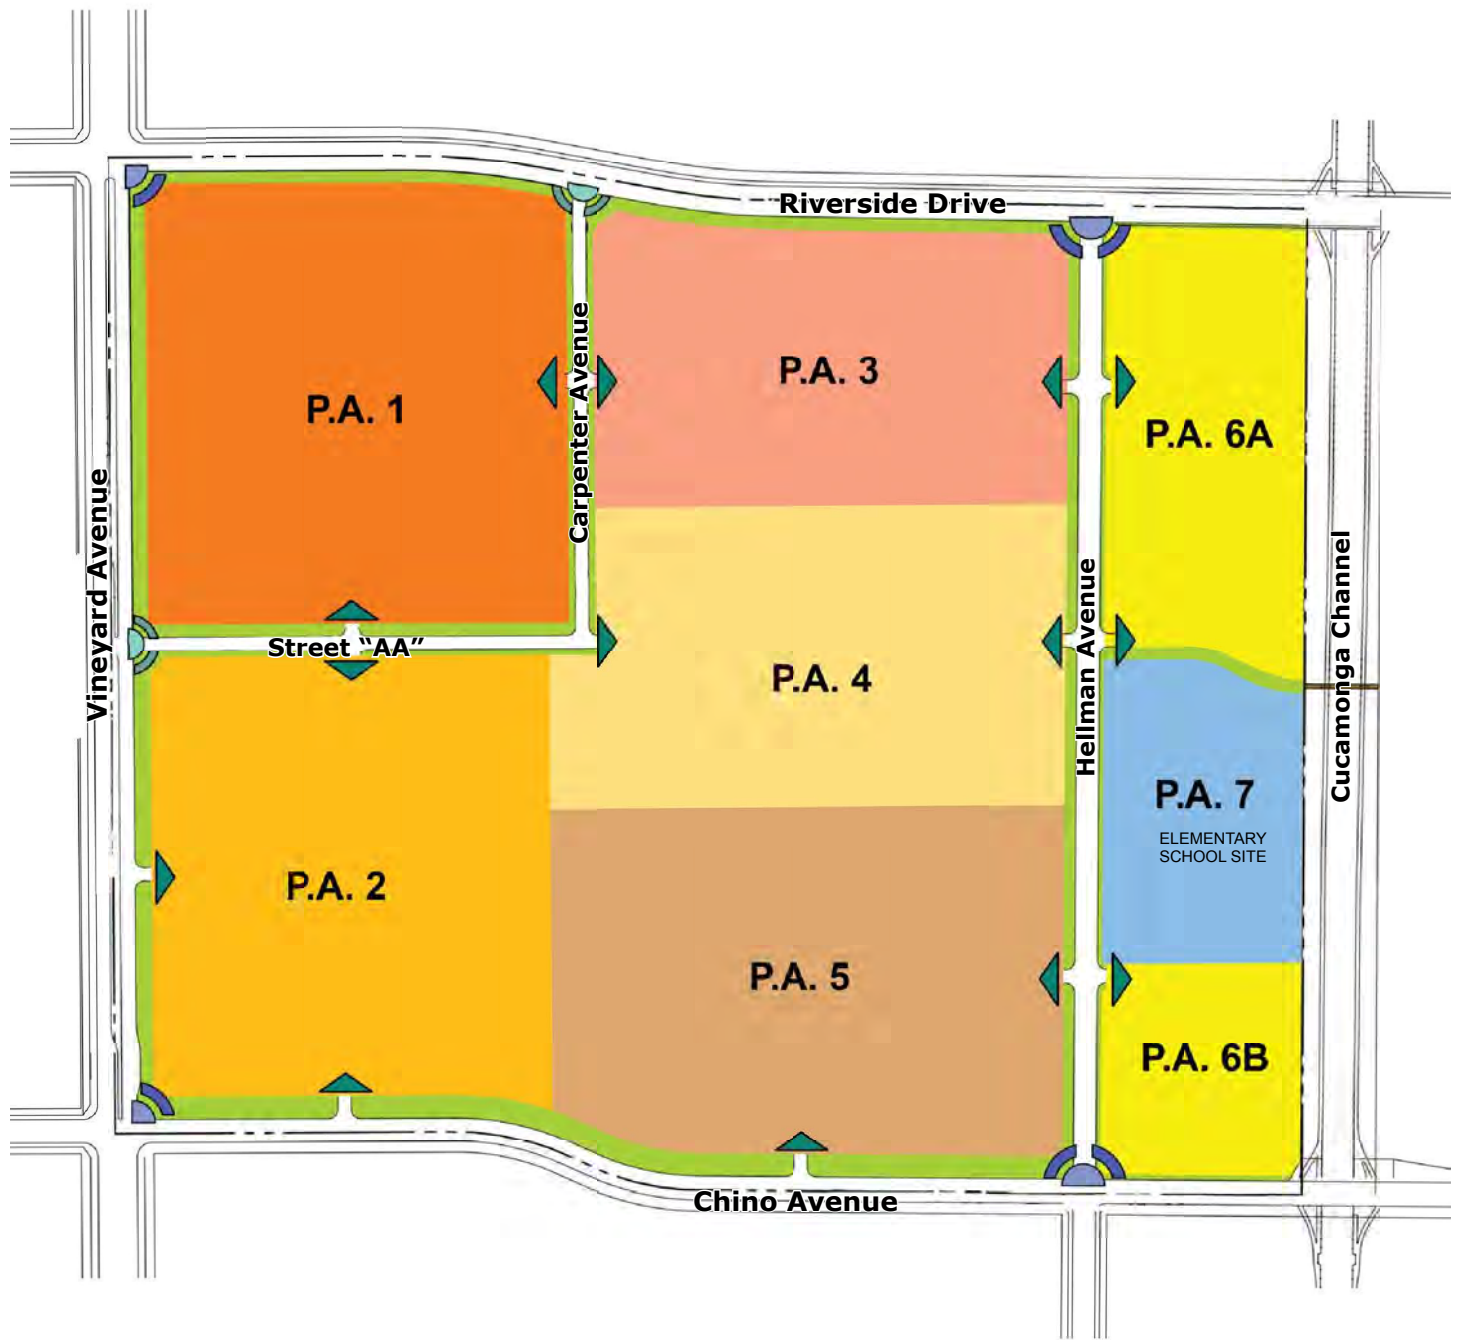 Riverside Drive
P.A. 1
Carpenter Avenue
P.A. 3
P.A. 6A
Vineyard Avenue
Street “AA”
P.A. 4
Hellman Avenue
Cucamonga Channel
P.A. 7
ELEMENTARY
SCHOOL SITE
P.A. 2
P.A. 5
P.A. 6B
Chino Avenue